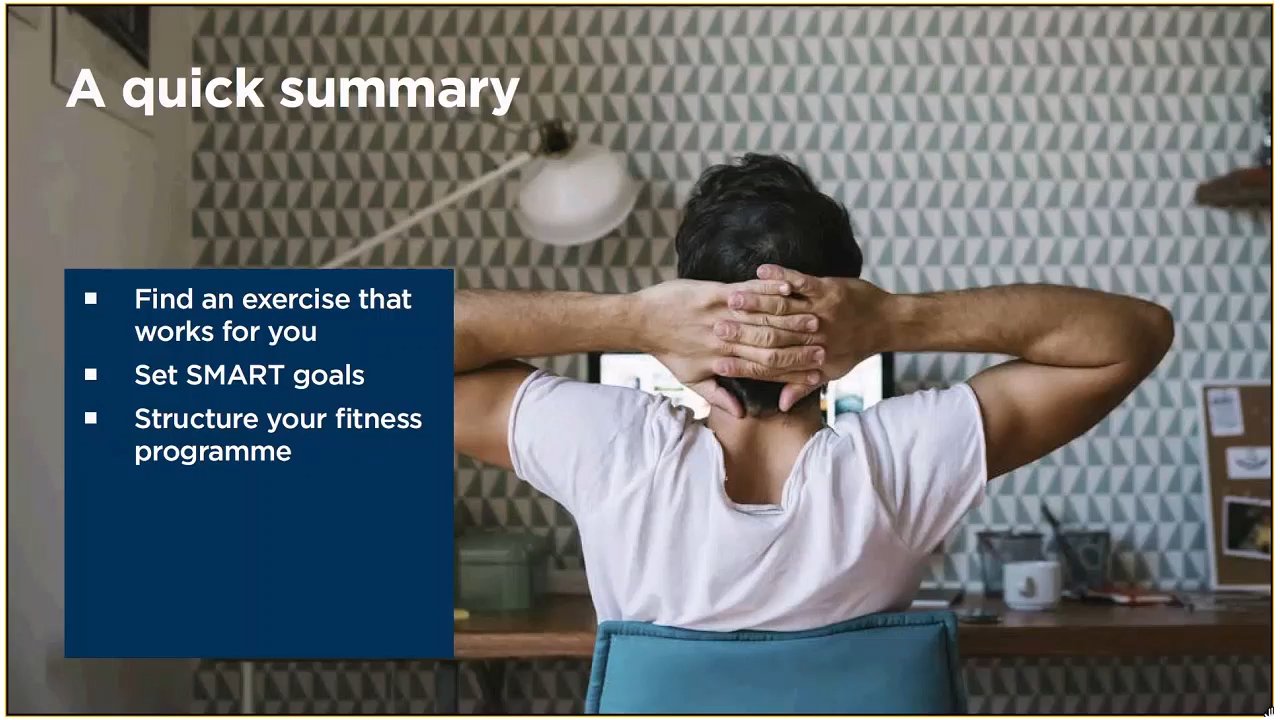 A quick summary
▪ Find an exercise that
works for you
▪ Set SMART goals
▪ Structure your fitness
programme